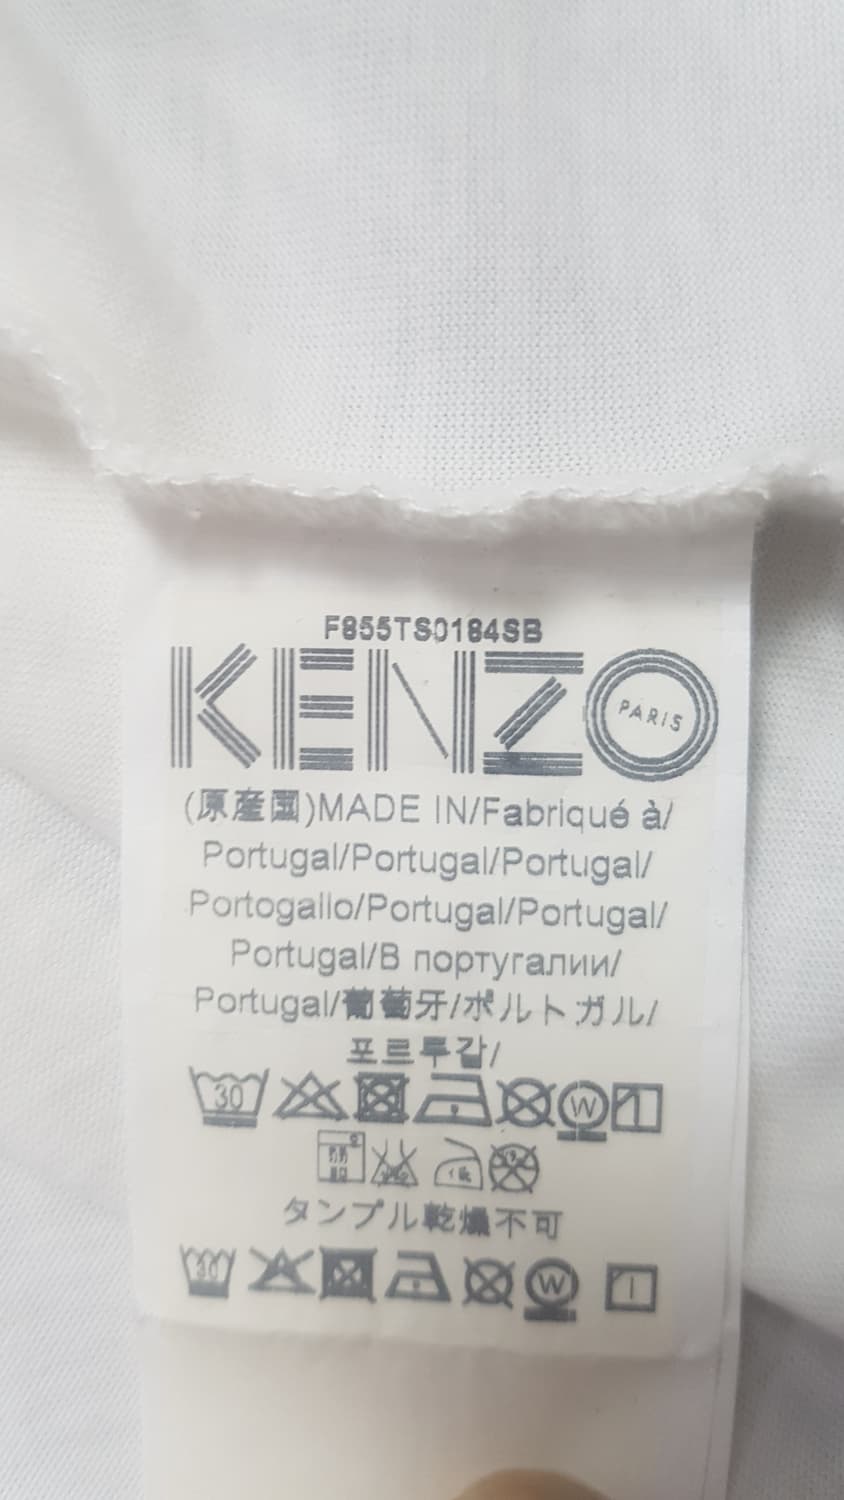 F855TS0184SB
KENZO
PARIS
(原産国)MADE IN/Fabriqué à/
Portugal/Portugal/Portugal/
Portogallo/Portugal/Portugal/
Portugal/В португалии/
Portugal/葡萄牙/ポルトガル/
포르투갈/
30
W
タンブル乾燥不可
30
W